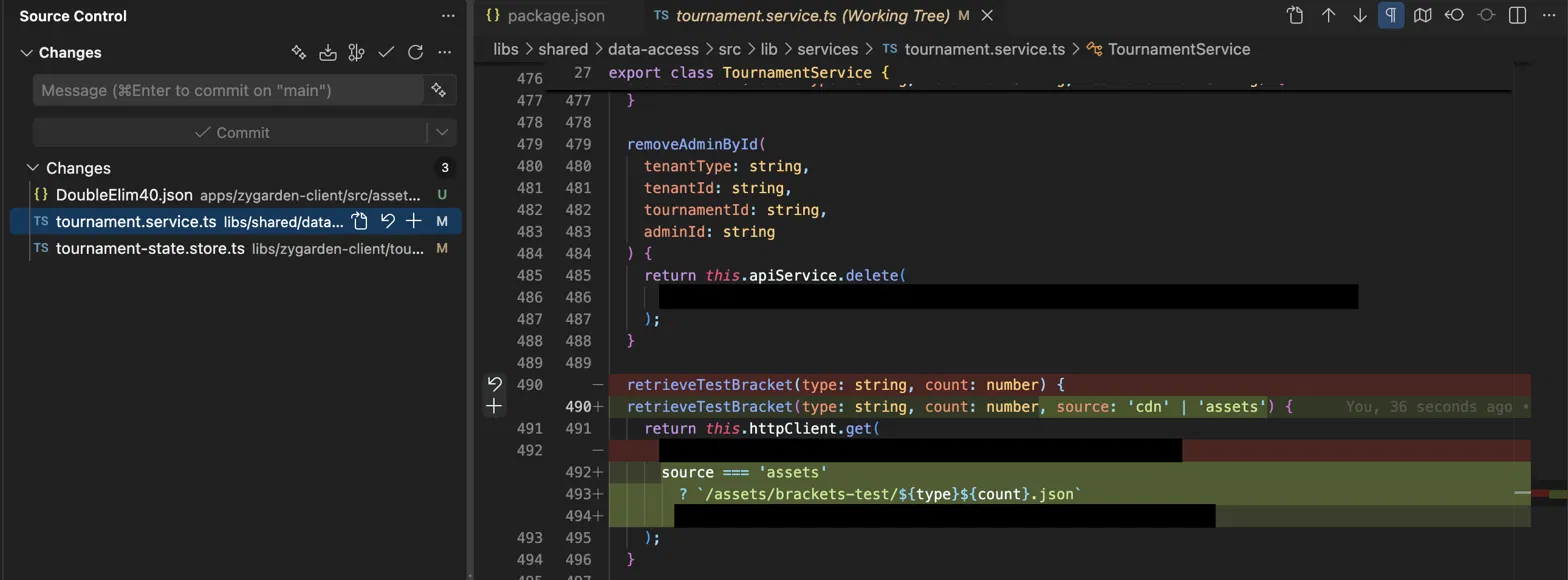 Source Control
Changes
Message (⌘Enter to commit on "main")
Commit
Changes
3
{} DoubleElim40.json apps/zygarden-client/src/asset... U
TS tournament.service.ts libs/shared/data... M
TS tournament-state.store.ts libs/zygarden-client/tou... M
{} package.json
TS tournament.service.ts (Working Tree) M
libs > shared > data-access > src > lib > services > TS tournament.service.ts > TournamentService
476 27 export class TournamentService {
477 477 }
478 478
479 479 removeAdminById(
480 480 tenantType: string,
481 481 tenantId: string,
482 482 tournamentId: string,
483 483 adminId: string
484 484 ) {
485 485 return this.apiService.delete(
486 486
487 487 );
488 488 }
489 489
490 — retrieveTestBracket(type: string, count: number) {
490+ retrieveTestBracket(type: string, count: number, source: 'cdn' | 'assets') { You, 36 seconds ago •
491 491 return this.httpClient.get(
492 —
492+ source === 'assets'
493+ ? `/assets/brackets-test/${type}${count}.json`
494+
493 495 );
494 496 }